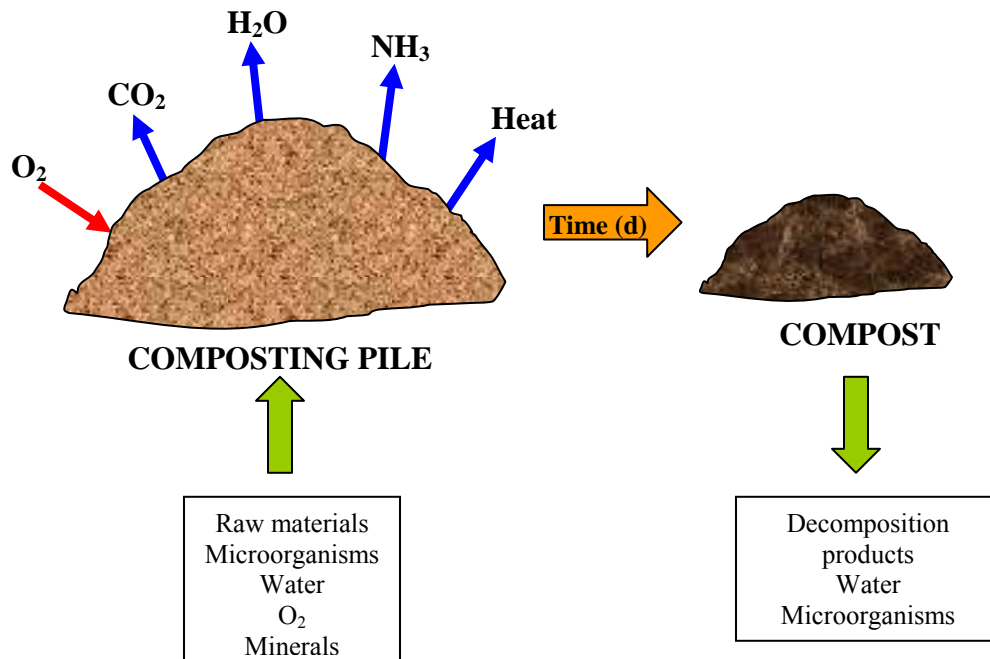 H₂O
NH₃
CO₂
Heat
O₂
Time (d)
COMPOSTING PILE
COMPOST
Raw materials
Microorganisms
Water
O₂
Minerals
Decomposition
products
Water
Microorganisms